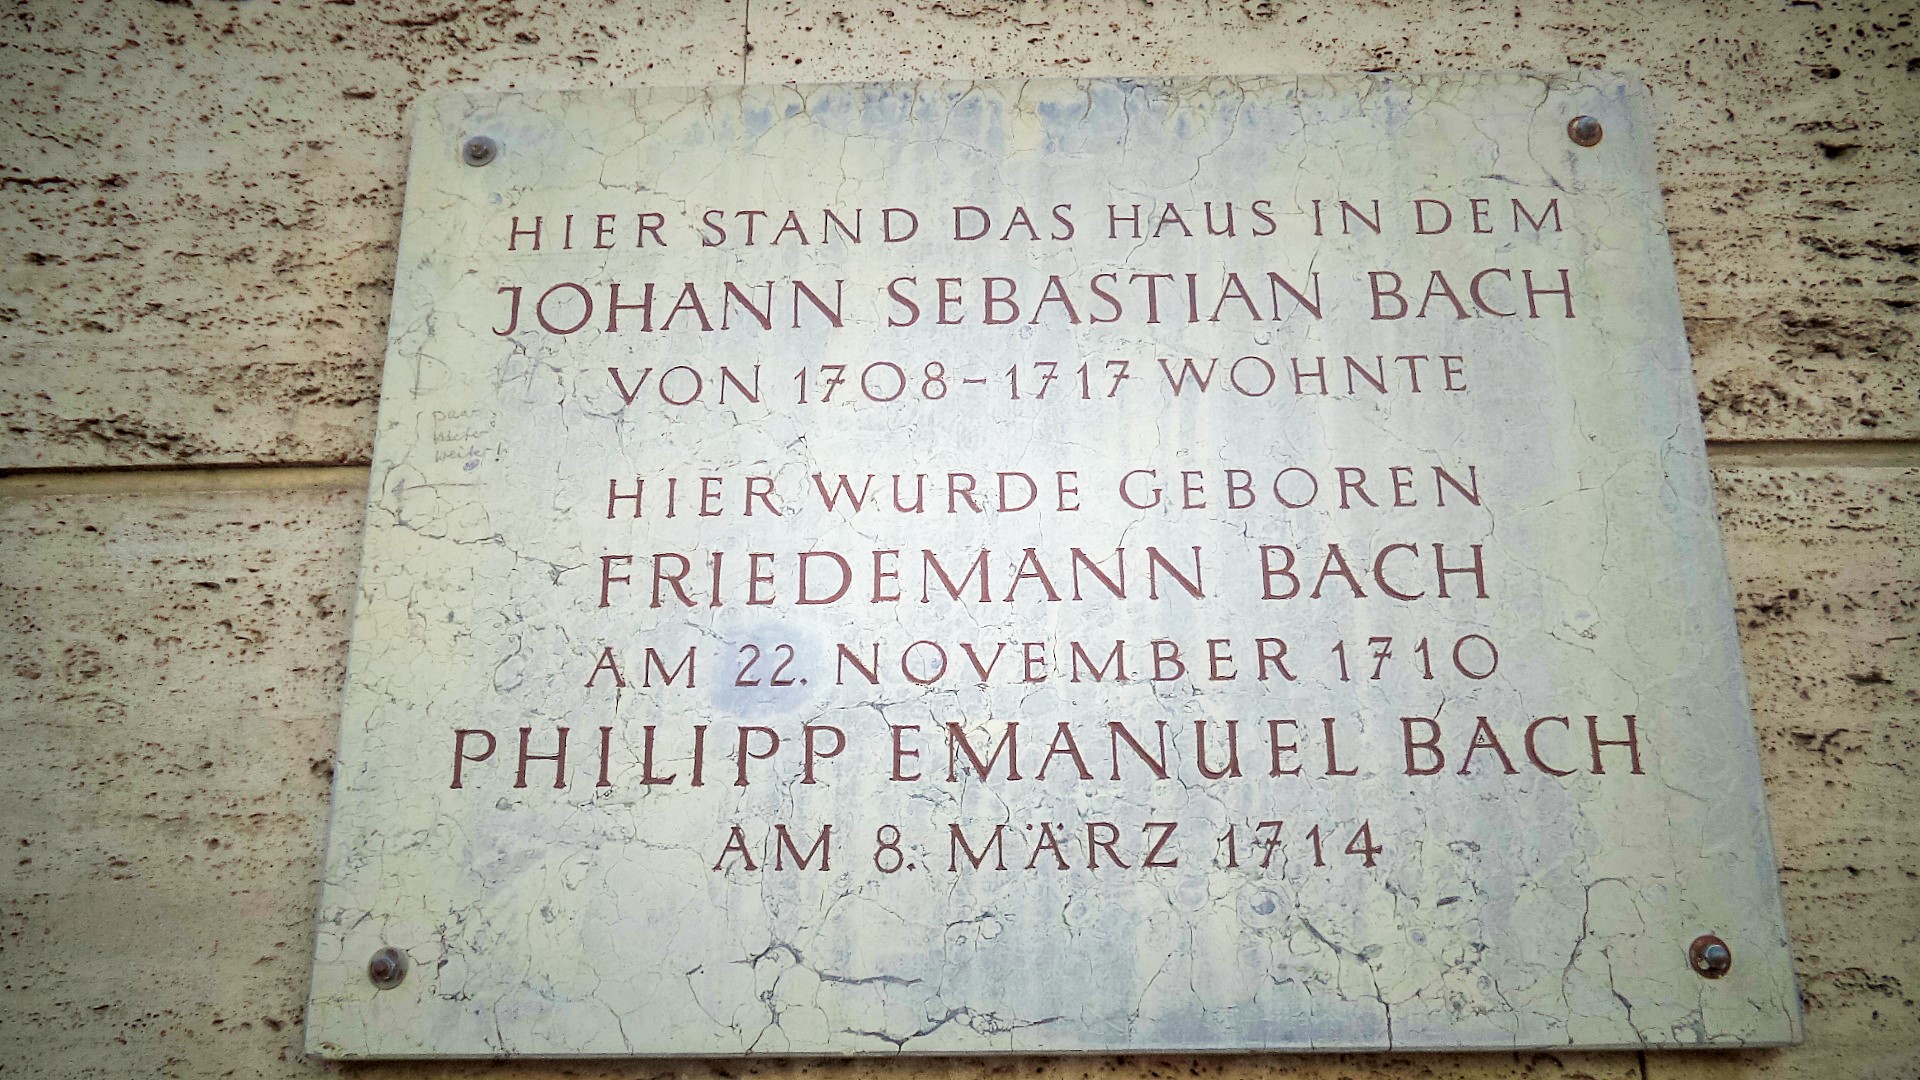 HIER STAND DAS HAUS IN DEM
JOHANN SEBASTIAN BACH
VON 1708-1717 WOHNTE
HIER WURDE GEBOREN
FRIEDEMANN BACH
AM 22. NOVEMBER 1710
PHILIPP EMANUEL BACH
AM 8. MÄRZ 1714
weiter!